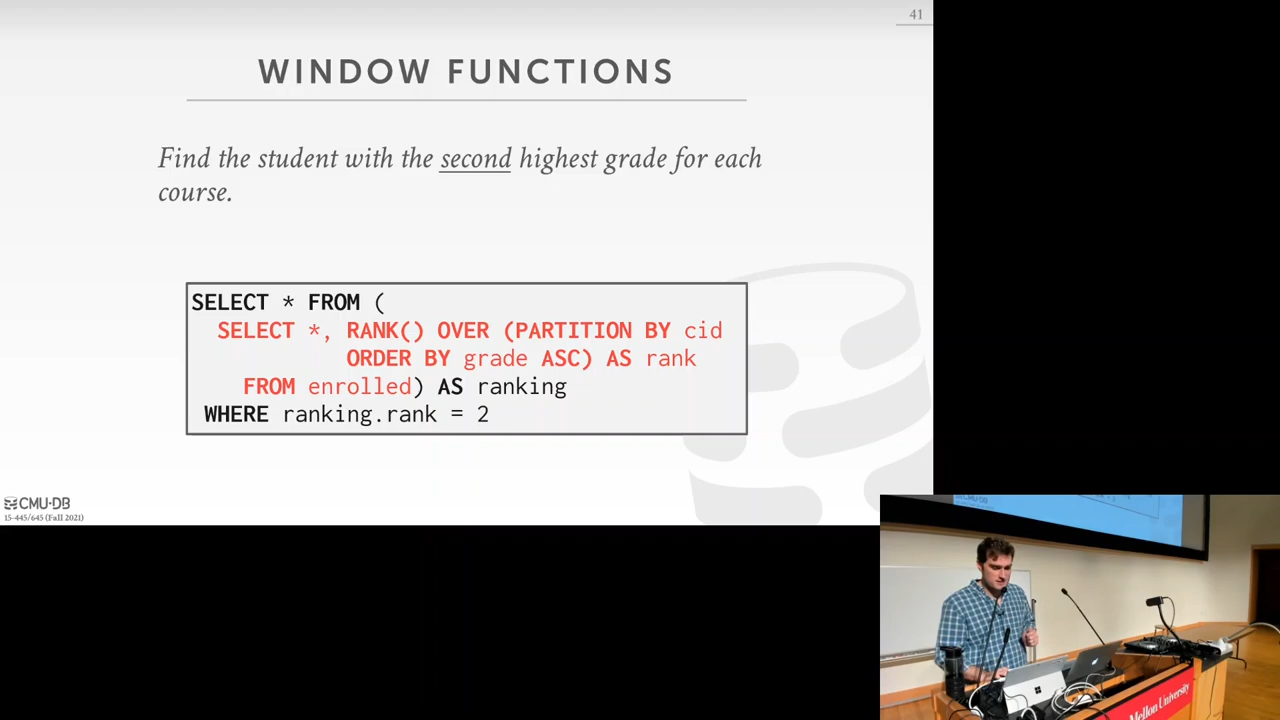 41
WINDOW FUNCTIONS
Find the student with the second highest grade for each
course.
SELECT * FROM (
SELECT *, RANK() OVER (PARTITION BY cid
ORDER BY grade ASC) AS rank
FROM enrolled) AS ranking
WHERE ranking.rank = 2
CMU·DB
15-445/645 (Fall 2021)
Mellon University